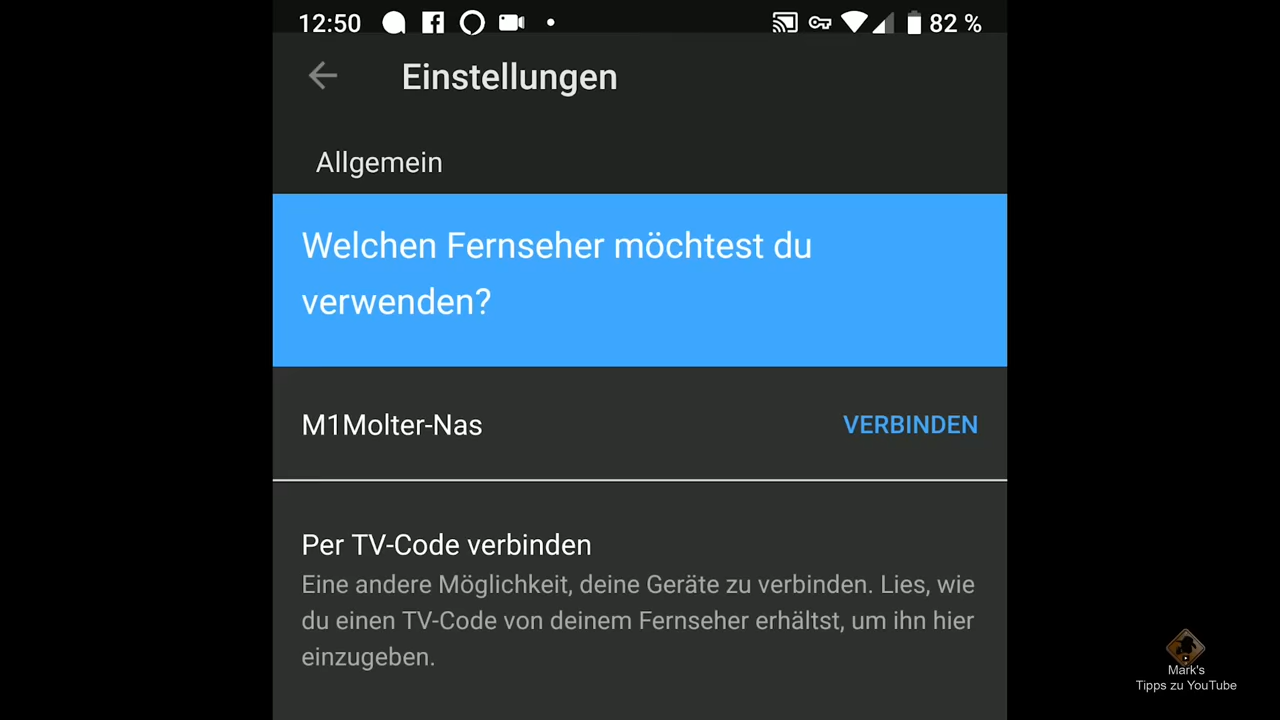 12:50
82 %
Einstellungen
Allgemein
Welchen Fernseher möchtest du
verwenden?
M1Molter-Nas
VERBINDEN
Per TV-Code verbinden
Eine andere Möglichkeit, deine Geräte zu verbinden. Lies, wie
du einen TV-Code von deinem Fernseher erhältst, um ihn hier
einzugeben.
Mark's
Tipps zu YouTube